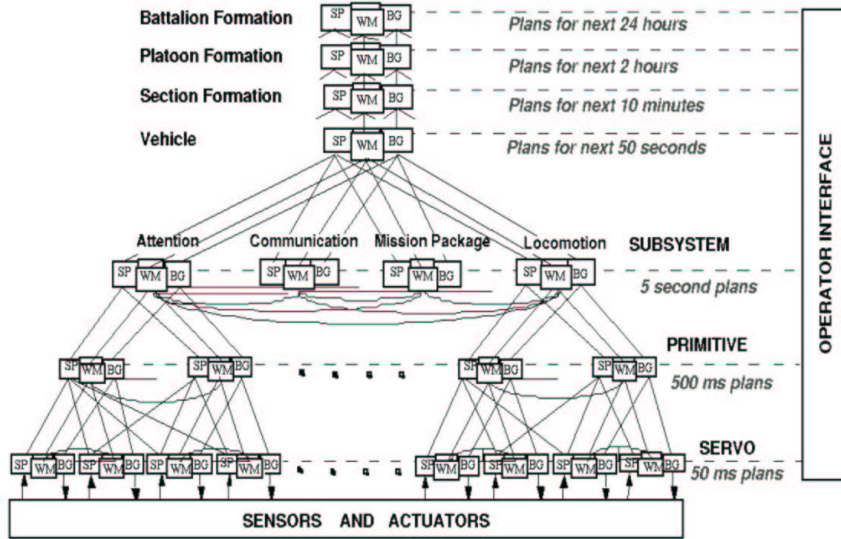 Battalion Formation SP WM BG Plans for next 24 hours
Platoon Formation SP WM BG Plans for next 2 hours
Section Formation SP WM BG Plans for next 10 minutes
Vehicle SP WM BG Plans for next 50 seconds
Attention Communication Mission Package Locomotion SUBSYSTEM
SP WM BG SP WM BG SP WM BG SP WM BG 5 second plans
PRIMITIVE
SP WM BG SP WM BG SP WM BG SP WM BG 500 ms plans
SERVO
SP WM BG SP WM BG SP WM BG SP WM BG SP WM BG SP WM BG SP WM BG SP WM BG 50 ms plans
SENSORS AND ACTUATORS
OPERATOR INTERFACE